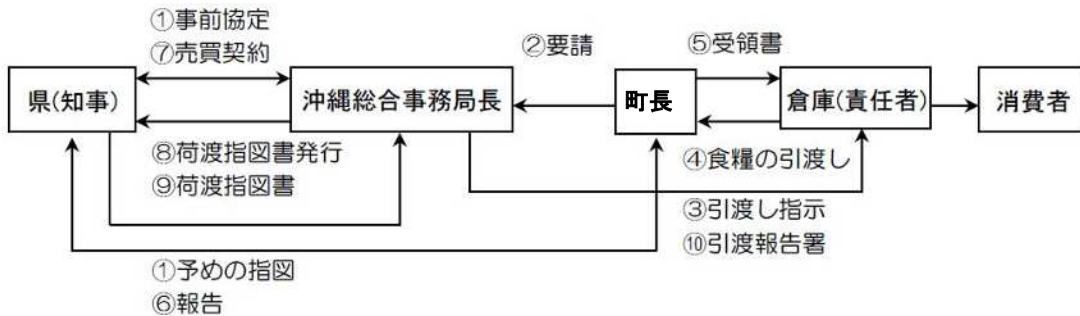 ①事前協定
⑦売買契約
②要請
⑤受領書
県(知事)
沖縄総合事務局長
町長
倉庫(責任者)
消費者
⑧荷渡指図書発行
⑨荷渡指図書
④食糧の引渡し
③引渡し指示
⑩引渡報告署
①予めの指図
⑥報告